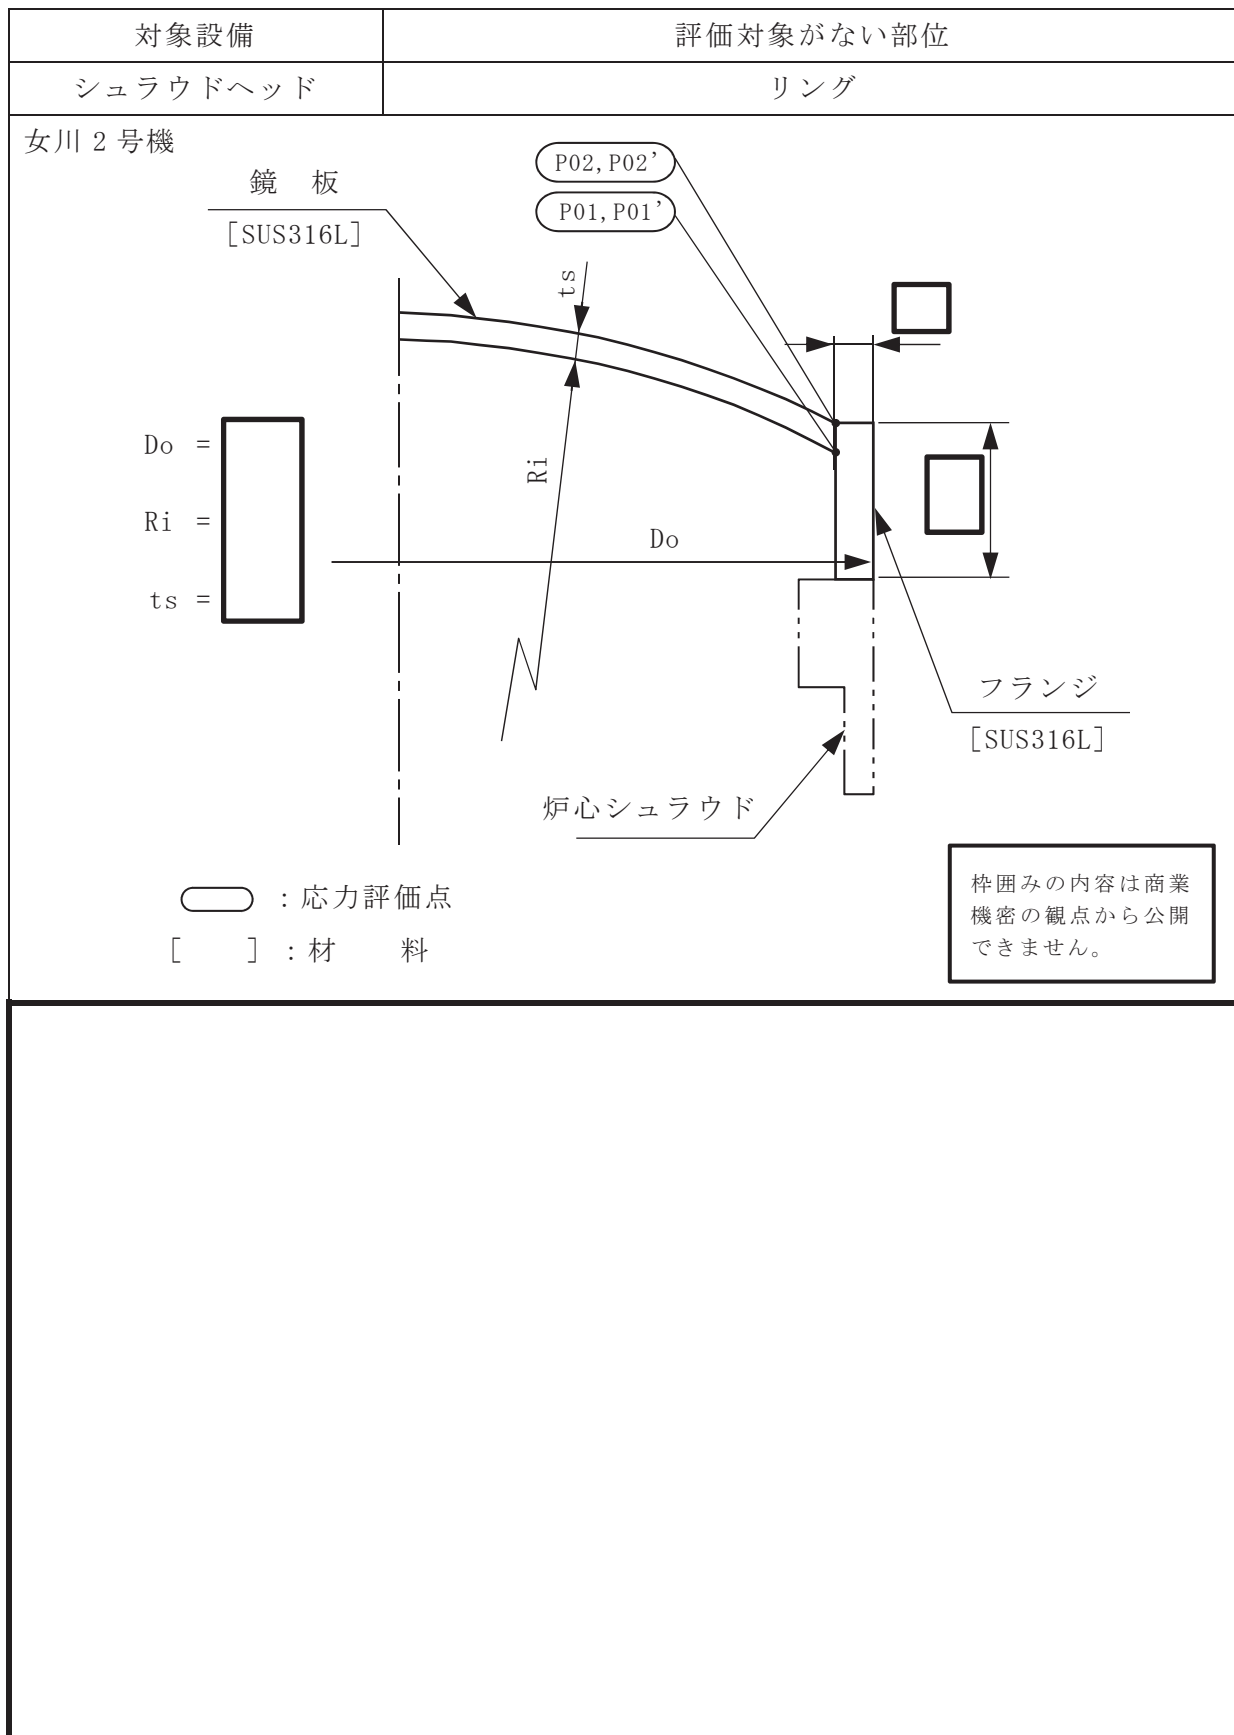 対象設備 評価対象がない部位
シュラウドヘッド リング
女川2号機
鏡 板
[SUS316L]
P02,P02’
P01,P01’
ts
Ri
Do
Do =
Ri =
ts =
フランジ
[SUS316L]
炉心シュラウド
:応力評価点
[ ]:材 料
枠囲みの内容は商業
機密の観点から公開
できません。